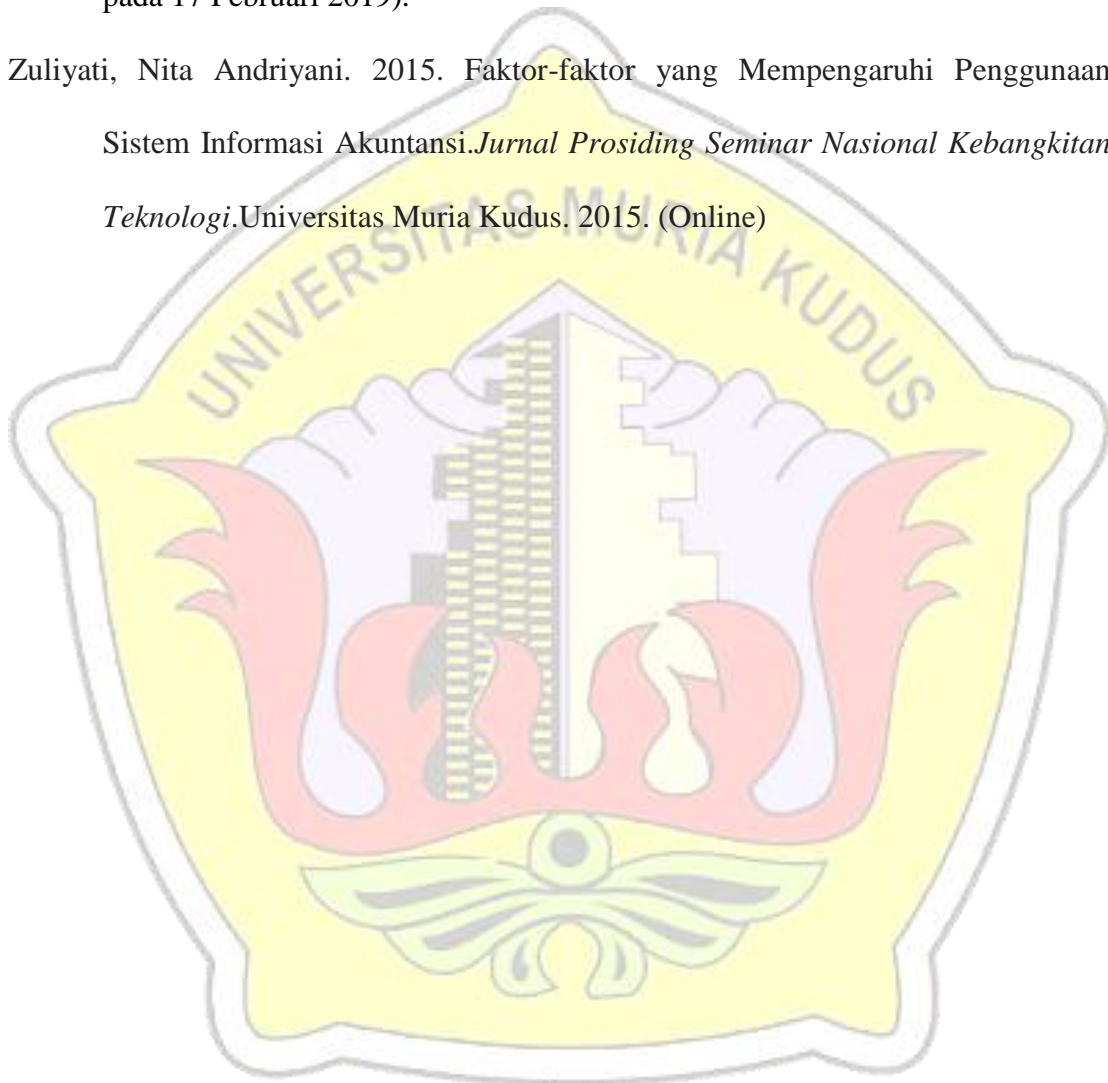 pada 17 Februari 2019).
Zuliyati, Nita Andriyani. 2015. Faktor-faktor yang Mempengaruhi Penggunaan
Sistem Informasi Akuntansi.Jurnal Prosiding Seminar Nasional Kebangkitan
Teknologi.Universitas Muria Kudus. 2015. (Online)
UNIVERSITAS MURIA KUDUS